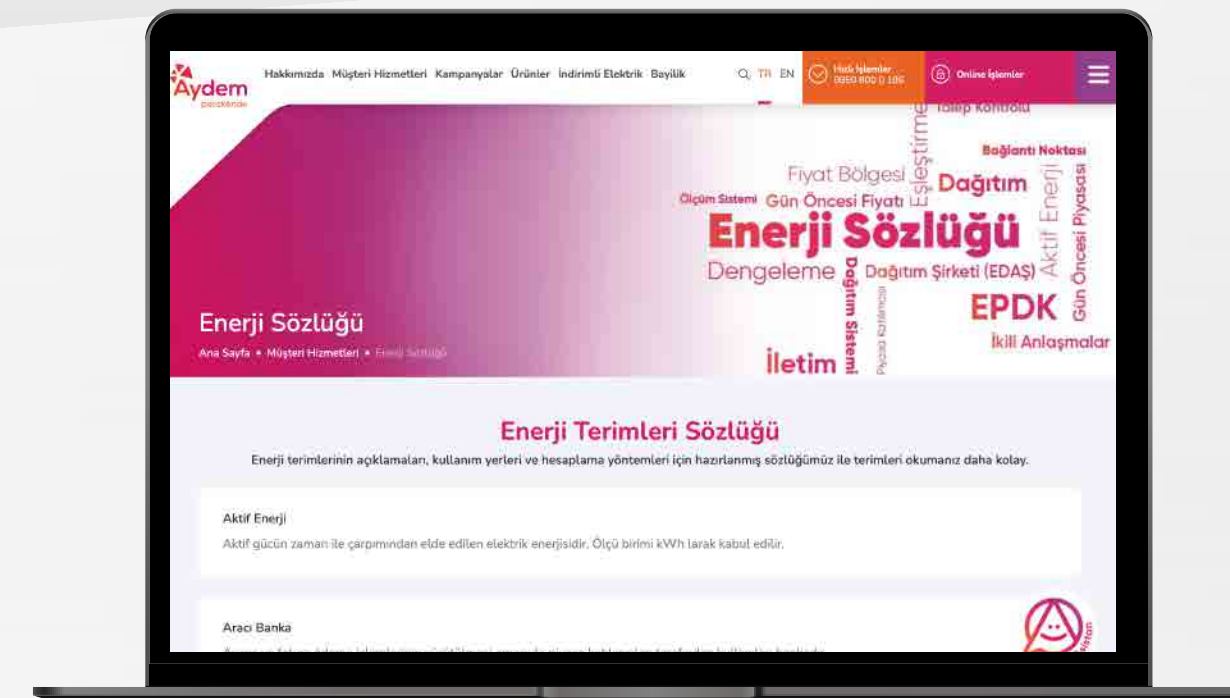 Aydem
perakende
Hakkımızda Müşteri Hizmetleri Kampanyalar Ürünler İndirimli Elektrik Bayilik
TR EN
Hızlı İşlemler
0850 800 0 186
Online İşlemler
Talep Kontrolü
Eşleştirme
Bağlantı Noktası
Fiyat Bölgesi
Dağıtım
Aktif Enerji
Gün Öncesi Piyasası
Ölçüm Sistemi
Gün Öncesi Fiyatı
Enerji Sözlüğü
Dengeleme
Dağıtım Sistemi
Dağıtım Şirketi (EDAŞ)
Piyasa Katılımcısı
EPDK
İkili Anlaşmalar
İletim
Enerji Sözlüğü
Ana Sayfa • Müşteri Hizmetleri • Enerji Sözlüğü
Enerji Terimleri Sözlüğü
Enerji terimlerinin açıklamaları, kullanım yerleri ve hesaplama yöntemleri için hazırlanmış sözlüğümüz ile terimleri okumanız daha kolay.
Aktif Enerji
Aktif gücün zaman ile çarpımından elde edilen elektrik enerjisidir. Ölçü birimi kWh larak kabul edilir.
Aracı Banka